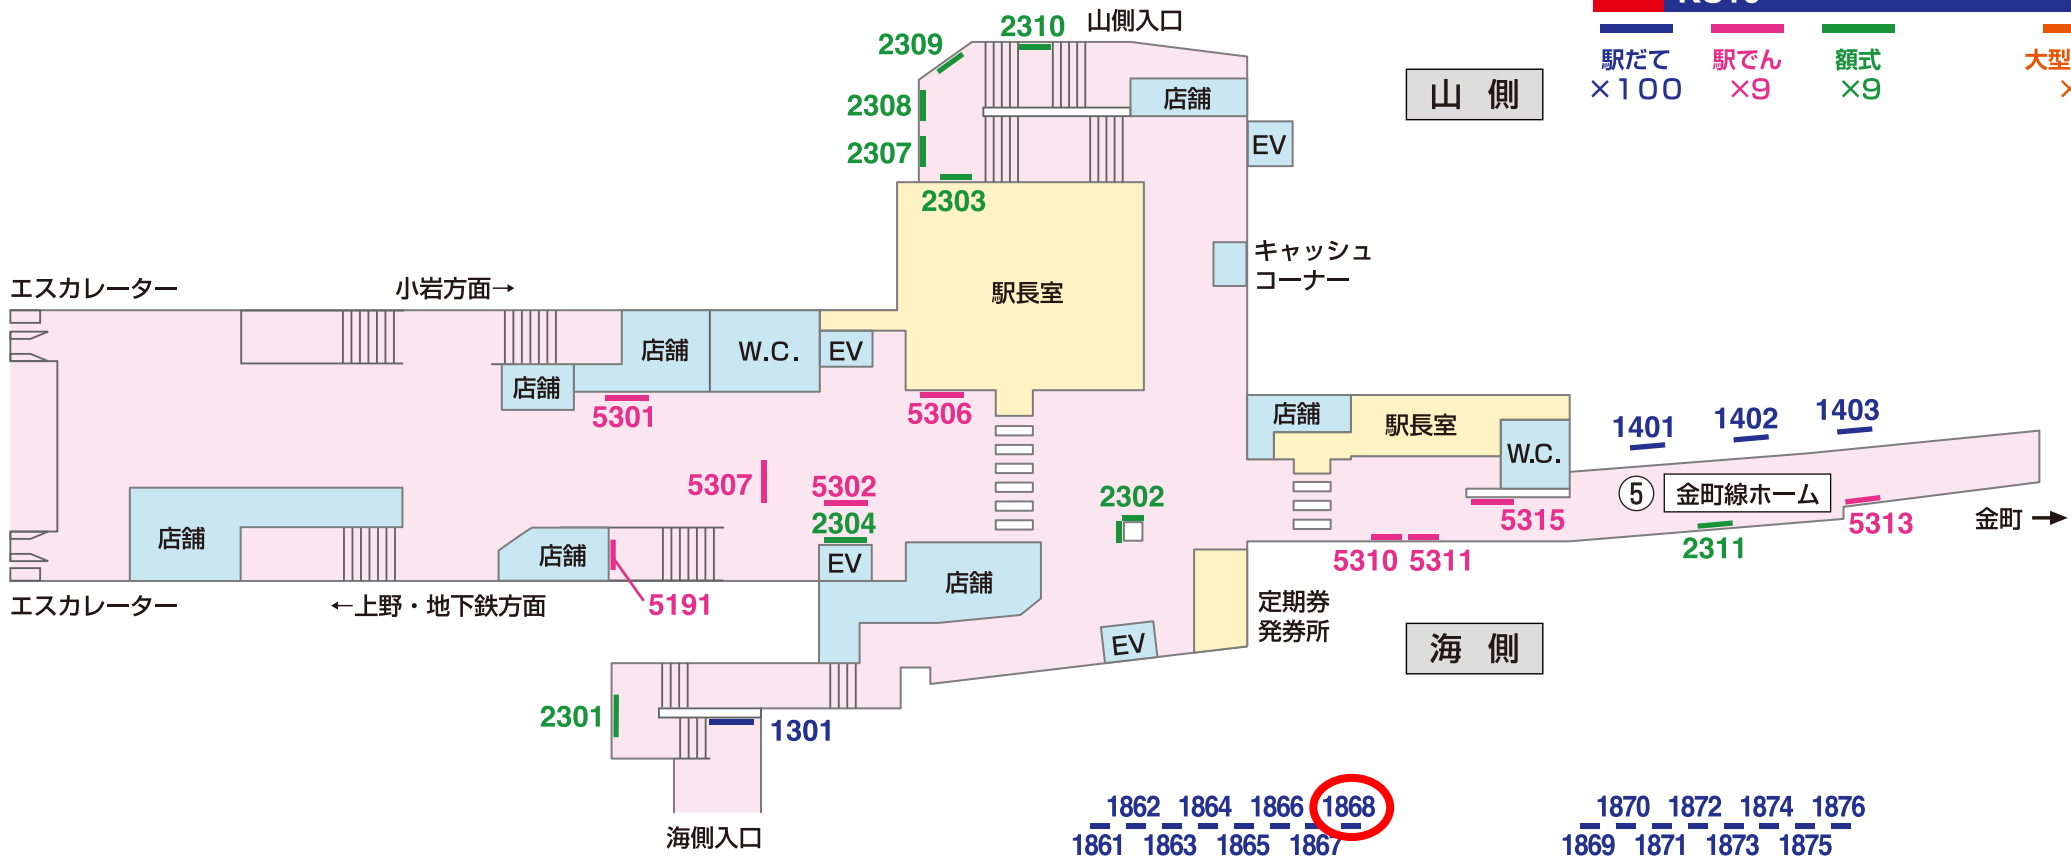 山側入口
2310
2309
2308
2307
2303
店舗
EV
山 側
駅だて
×100
駅でん
×9
額式
×9
大型
キャッシュ
コーナー
駅長室
エスカレーター
小岩方面→
店舗
W.C.
EV
店舗
5301
5306
店舗
駅長室
W.C.
1401
1402
1403
5307
5302
2304
2302
5315
⑤ 金町線ホーム
5313
金町 →
2311
5310 5311
店舗
店舗
EV
店舗
5191
エスカレーター
←上野・地下鉄方面
定期券
発券所
EV
海 側
2301
1301
海側入口
1862 1864 1866 1868
1861 1863 1865 1867
1870 1872 1874 1876
1869 1871 1873 1875